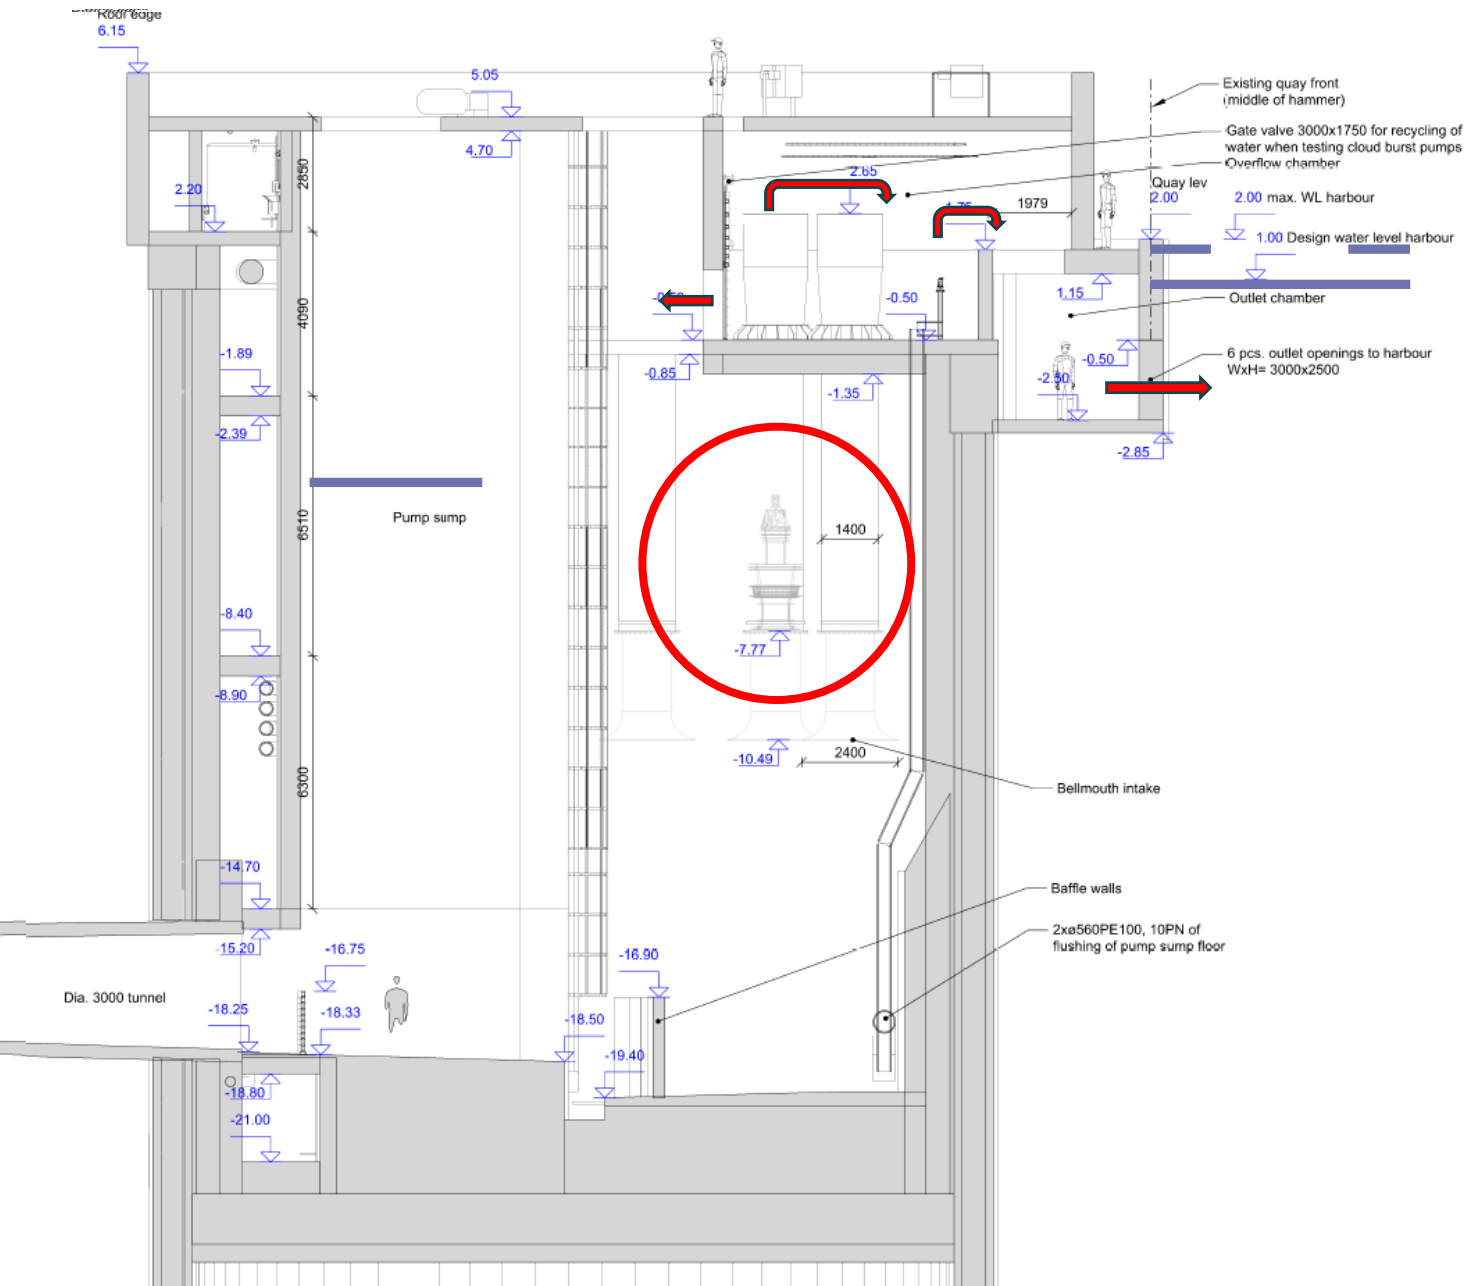 Roof edge
6.15
5.05
4.70
2850
2.20
Existing quay front
(middle of hammer)
Gate valve 3000x1750 for recycling of
water when testing cloud burst pumps
Overflow chamber
2.65
Quay lev
2.00
2.00 max. WL harbour
1979
1.00 Design water level harbour
1.15
Outlet chamber
4090
-0.50
-0.50
-0.85
-1.35
-1.89
-2.39
-0.50
-2.50
6 pcs. outlet openings to harbour
WxH= 3000x2500
-2.85
Pump sump
6510
1400
-8.40
-7.77
-8.90
-10.49
2400
6300
Bellmouth intake
-14.70
Baffle walls
-15.20
-16.75
-16.90
2xø560PE100, 10PN of
flushing of pump sump floor
Dia. 3000 tunnel
-18.25
-18.33
-18.50
-19.40
-18.80
-21.00